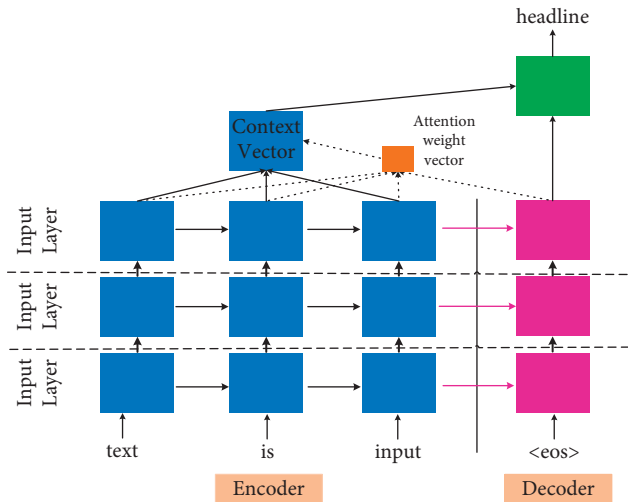 headline
Attention
weight
vector
Context
Vector
Input
Layer
Input
Layer
Input
Layer
text is input <eos>
Encoder Decoder